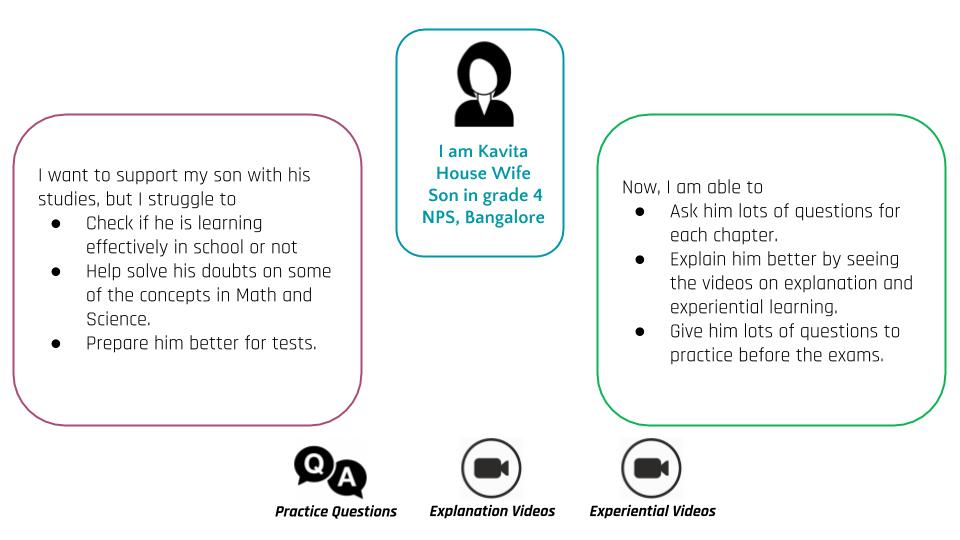 I am Kavita
House Wife
Son in grade 4
NPS, Bangalore
I want to support my son with his
studies, but I struggle to
● Check if he is learning
effectively in school or not
● Help solve his doubts on some
of the concepts in Math and
Science.
● Prepare him better for tests.
Now, I am able to
● Ask him lots of questions for
each chapter.
● Explain him better by seeing
the videos on explanation and
experiential learning.
● Give him lots of questions to
practice before the exams.
Q A
Practice Questions
Explanation Videos
Experiential Videos